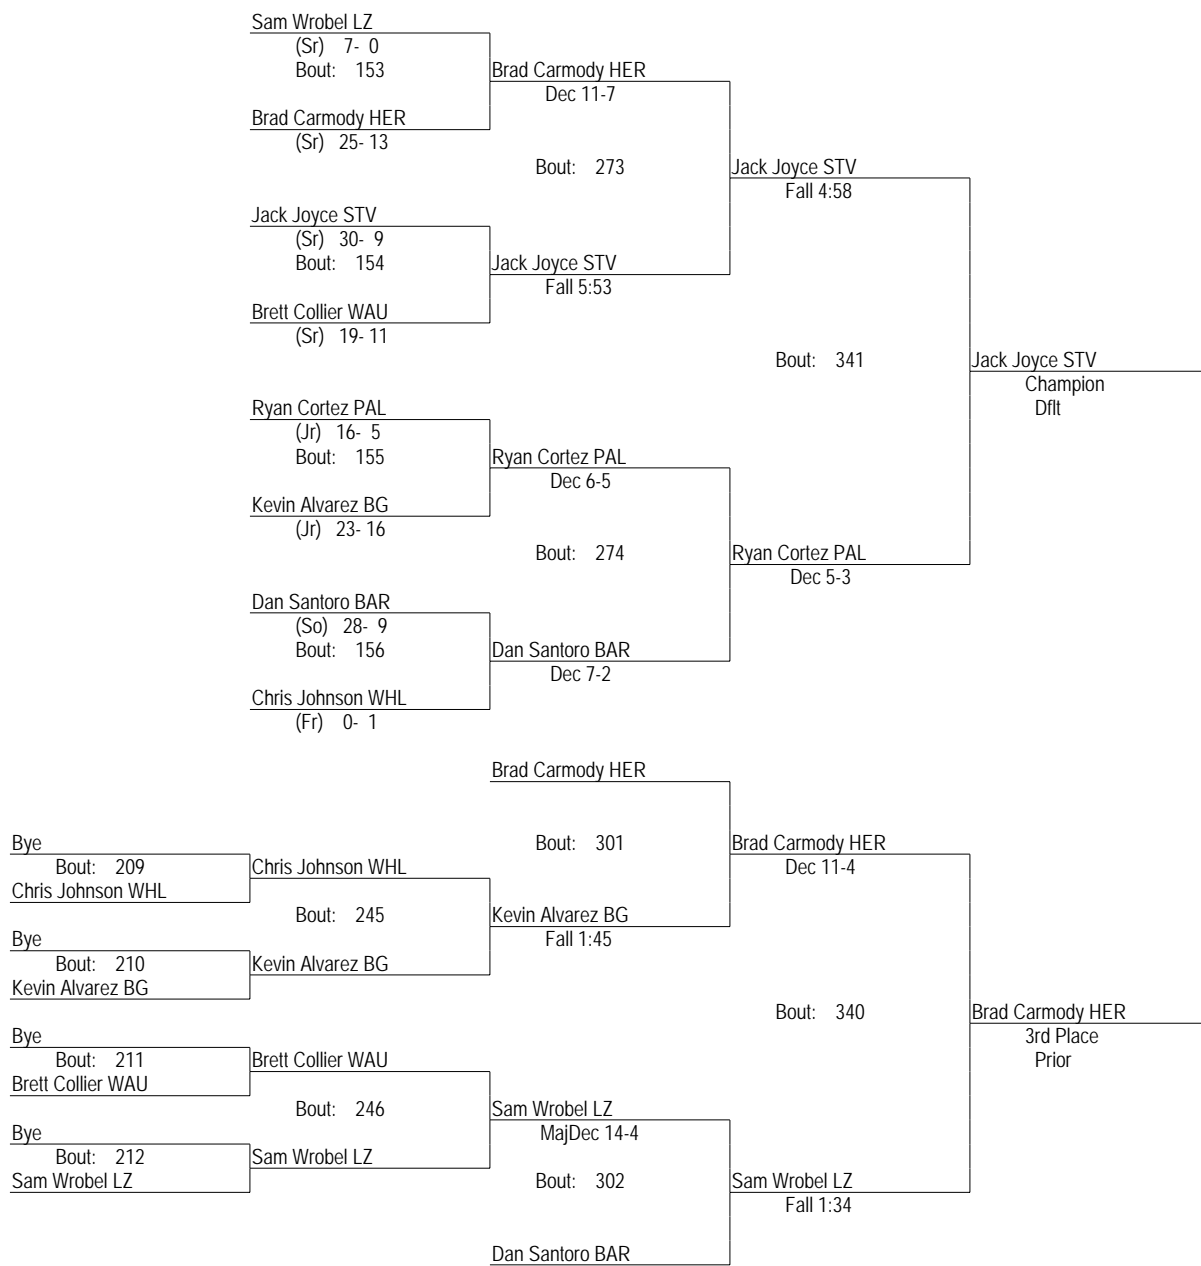 Sam Wrobel LZ
(Sr) 7- 0
Bout: 153
Brad Carmody HER
Dec 11-7
Brad Carmody HER
(Sr) 25- 13
Bout: 273
Jack Joyce STV
Fall 4:58
Jack Joyce STV
(Sr) 30- 9
Bout: 154
Jack Joyce STV
Fall 5:53
Brett Collier WAU
(Sr) 19- 11
Bout: 341
Jack Joyce STV
Champion
Dflt
Ryan Cortez PAL
(Jr) 16- 5
Bout: 155
Ryan Cortez PAL
Dec 6-5
Kevin Alvarez BG
(Jr) 23- 16
Bout: 274
Ryan Cortez PAL
Dec 5-3
Dan Santoro BAR
(So) 28- 9
Bout: 156
Dan Santoro BAR
Dec 7-2
Chris Johnson WHL
(Fr) 0- 1
Brad Carmody HER
Bye
Bout: 209
Chris Johnson WHL
Chris Johnson WHL
Bout: 301
Brad Carmody HER
Dec 11-4
Bout: 245
Kevin Alvarez BG
Fall 1:45
Bye
Bout: 210
Kevin Alvarez BG
Kevin Alvarez BG
Bout: 340
Brad Carmody HER
3rd Place
Prior
Bye
Bout: 211
Brett Collier WAU
Brett Collier WAU
Bout: 246
Sam Wrobel LZ
MajDec 14-4
Bye
Bout: 212
Sam Wrobel LZ
Sam Wrobel LZ
Bout: 302
Sam Wrobel LZ
Fall 1:34
Dan Santoro BAR